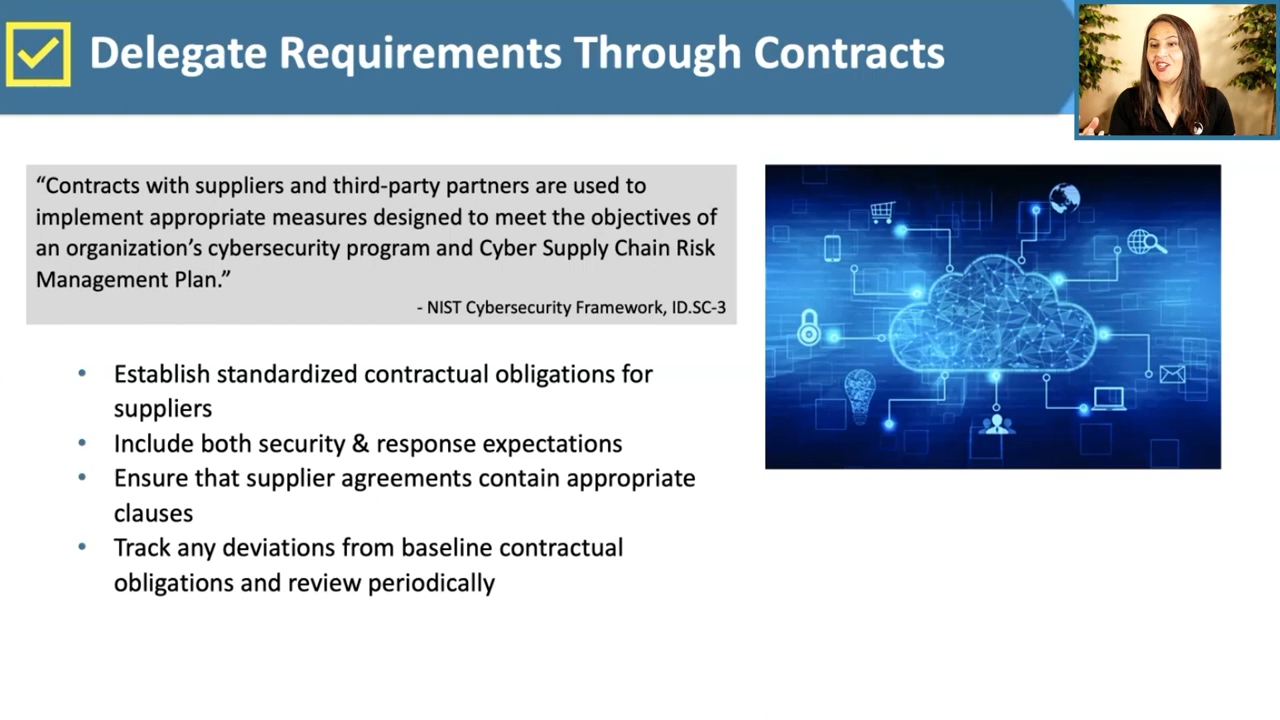 Delegate Requirements Through Contracts
“Contracts with suppliers and third-party partners are used to
implement appropriate measures designed to meet the objectives of
an organization’s cybersecurity program and Cyber Supply Chain Risk
Management Plan.”
- NIST Cybersecurity Framework, ID.SC-3
• Establish standardized contractual obligations for
suppliers
• Include both security & response expectations
• Ensure that supplier agreements contain appropriate
clauses
• Track any deviations from baseline contractual
obligations and review periodically